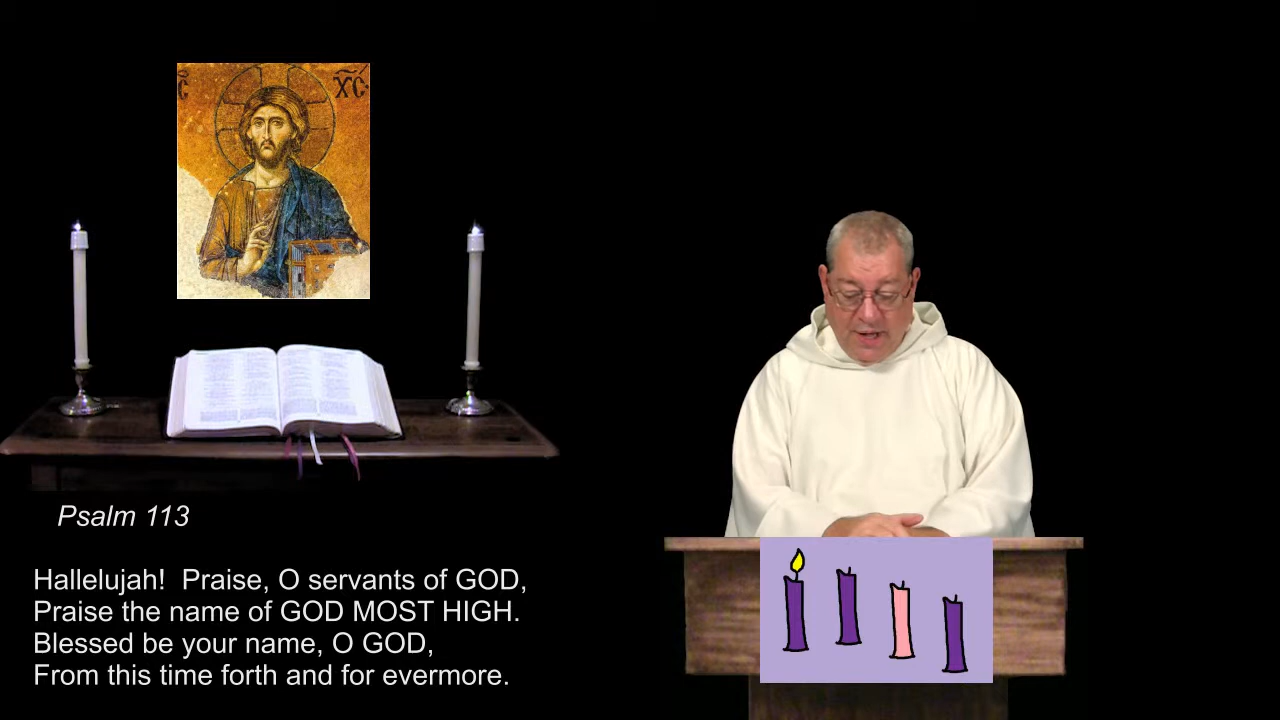 C
XC
Psalm 113
Hallelujah!  Praise, O servants of GOD,
Praise the name of GOD MOST HIGH.
Blessed be your name, O GOD,
From this time forth and for evermore.